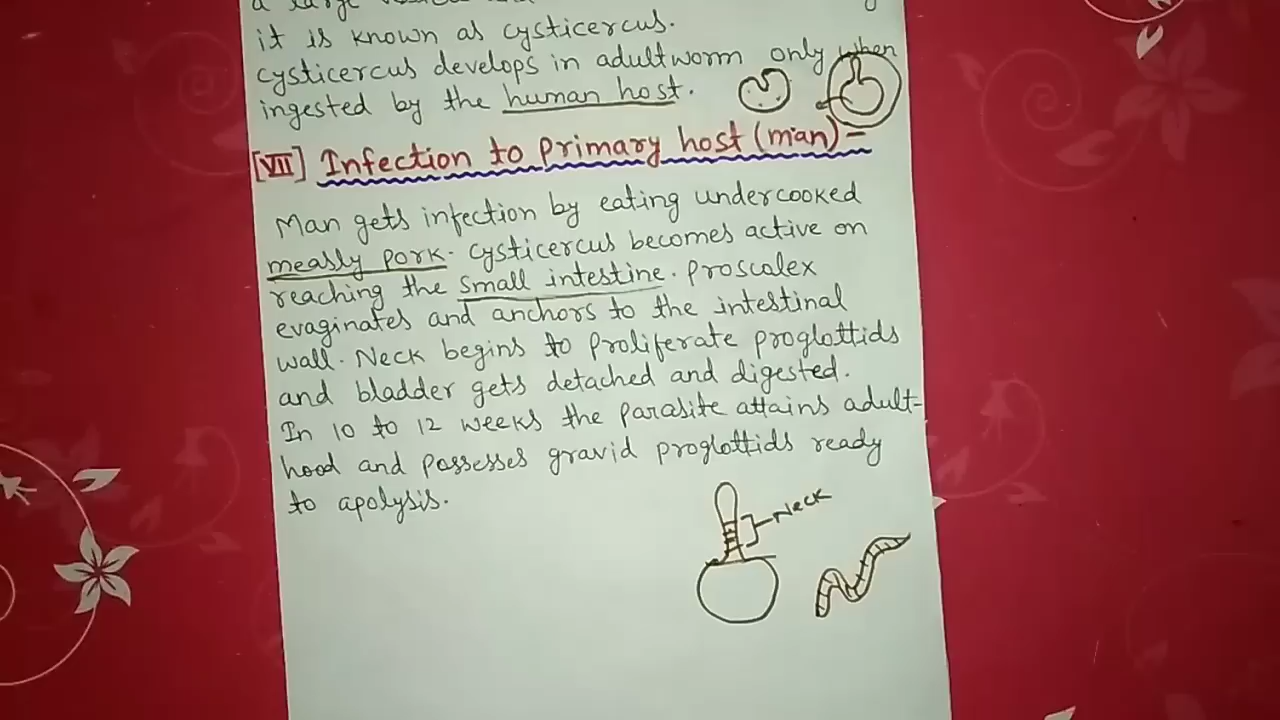 a large
it is known as cysticercus.
cysticercus develops in adultworm only when
ingested by the human host.
[VII] Infection to primary host (man) -
Man gets infection by eating undercooked
measly pork. Cysticercus becomes active on
reaching the small intestine. Proscalex
evaginates and anchors to the intestinal
wall. Neck begins to proliferate proglottids
and bladder gets detached and digested.
In 10 to 12 weeks the parasite attains adult-
hood and possesses gravid proglottids ready
to apolysis.
Neck